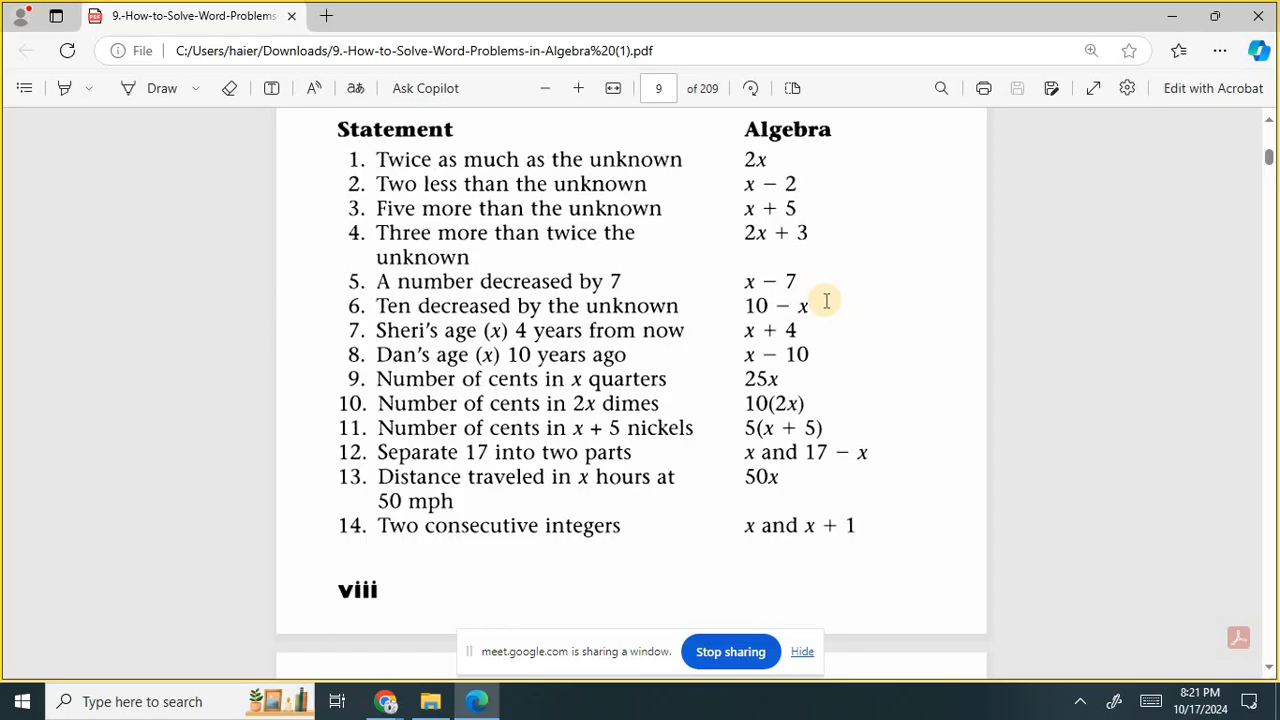 9.-How-to-Solve-Word-Problems
File C:/Users/haier/Downloads/9.-How-to-Solve-Word-Problems-in-Algebra%20(1).pdf
Draw Ask Copilot 9 of 209 Edit with Acrobat
Statement Algebra
1. Twice as much as the unknown 2x
2. Two less than the unknown x − 2
3. Five more than the unknown x + 5
4. Three more than twice the 2x + 3
unknown
5. A number decreased by 7 x − 7
6. Ten decreased by the unknown 10 − x
7. Sheri's age (x) 4 years from now x + 4
8. Dan's age (x) 10 years ago x − 10
9. Number of cents in x quarters 25x
10. Number of cents in 2x dimes 10(2x)
11. Number of cents in x + 5 nickels 5(x + 5)
12. Separate 17 into two parts x and 17 − x
13. Distance traveled in x hours at 50x
50 mph
14. Two consecutive integers x and x + 1
viii
meet.google.com is sharing a window. Stop sharing Hide
Type here to search 8:21 PM
10/17/2024